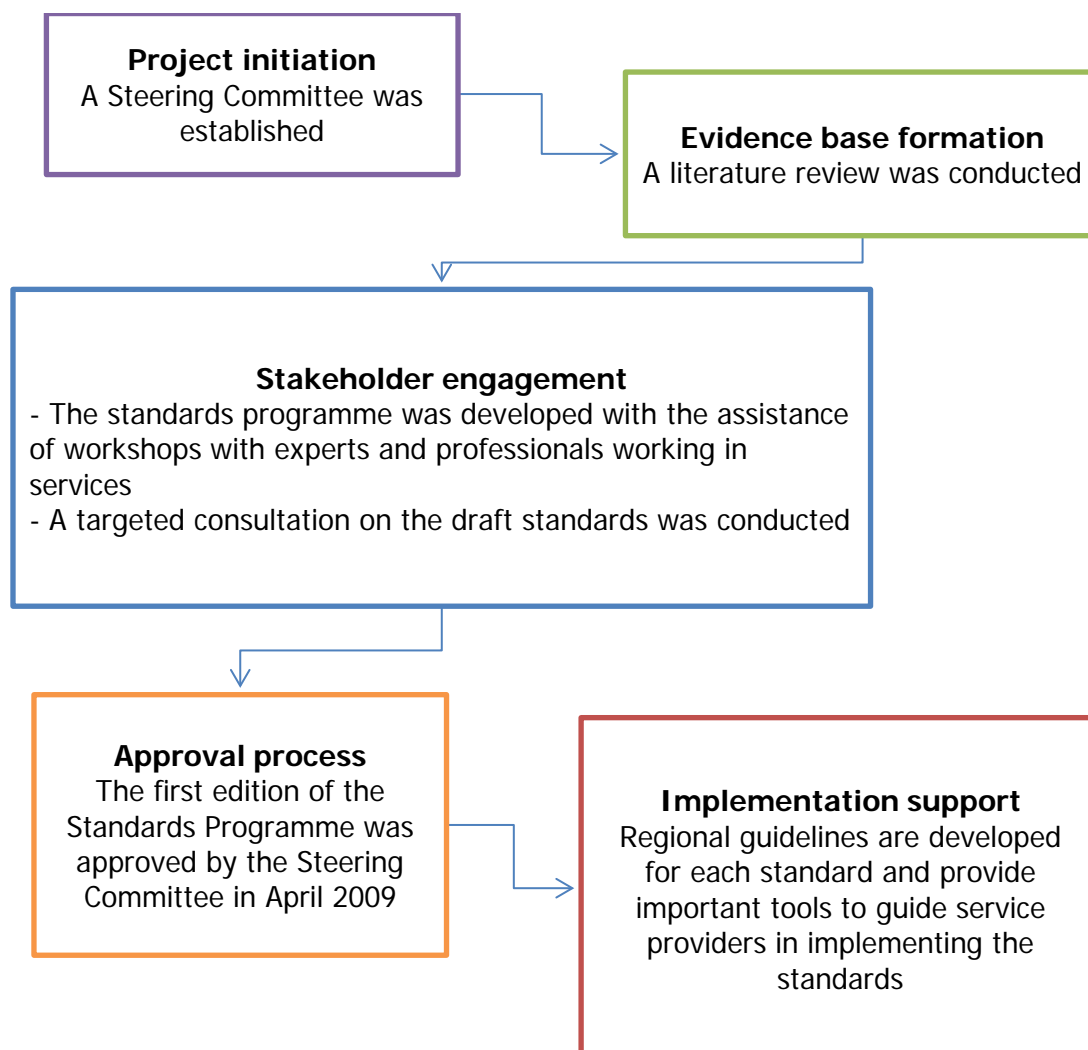 Project initiation
A Steering Committee was
established
Evidence base formation
A literature review was conducted
Stakeholder engagement
- The standards programme was developed with the assistance
of workshops with experts and professionals working in
services
- A targeted consultation on the draft standards was conducted
Approval process
The first edition of the
Standards Programme was
approved by the Steering
Committee in April 2009
Implementation support
Regional guidelines are developed
for each standard and provide
important tools to guide service
providers in implementing the
standards